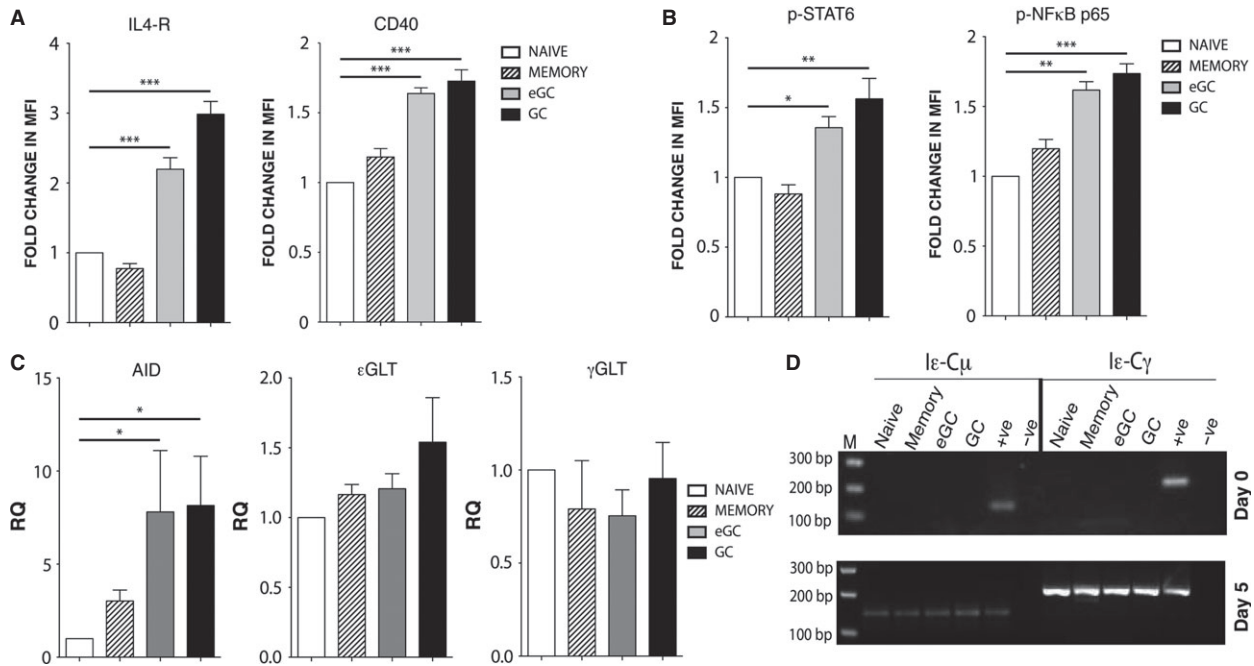 A
IL4-R
FOLD CHANGE IN MFI
4
3
2
1
0
***
***
CD40
FOLD CHANGE IN MFI
2
1.5
1
0.5
0
***
***
NAIVE
MEMORY
eGC
GC
B
p-STAT6
FOLD CHANGE IN MFI
2
1.5
1
0.5
0
**
*
p-NFκB p65
FOLD CHANGE IN MFI
2
1.5
1
0.5
0
***
**
NAIVE
MEMORY
eGC
GC
C
AID
RQ
15
10
5
0
*
*
εGLT
RQ
2.0
1.5
1.0
0.5
0.0
γGLT
RQ
1.5
1.0
0.5
0.0
NAIVE
MEMORY
eGC
GC
D
Iε-Cμ Iε-Cγ
M Naive Memory eGC GC +ve -ve Naive Memory eGC GC +ve -ve
300 bp
200 bp
100 bp
Day 0
300 bp
200 bp
100 bp
Day 5